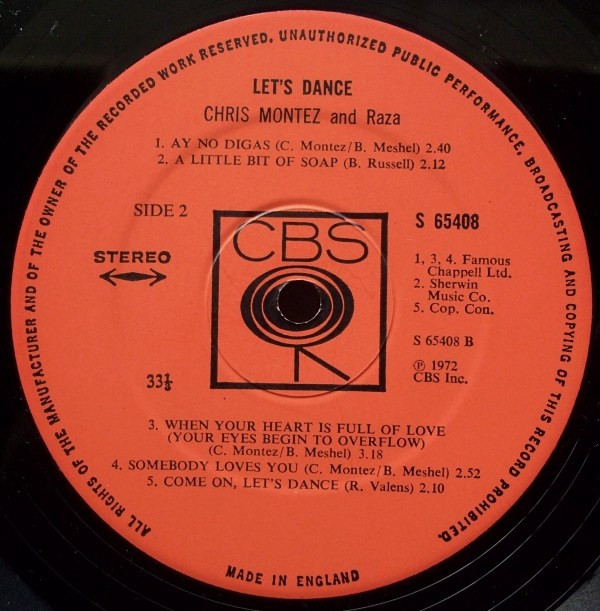 ALL RIGHTS OF THE MANUFACTURER AND OF THE OWNER OF THE RECORDED WORK RESERVED. UNAUTHORIZED PUBLIC PERFORMANCE, BROADCASTING AND COPYING OF THIS RECORD PROHIBITED.
LET'S DANCE
CHRIS MONTEZ and Raza
1. AY NO DIGAS (C. Montez/B. Meshel) 2.40
2. A LITTLE BIT OF SOAP (B. Russell) 2.12
SIDE 2
STEREO
33⅓
CBS
S 65408
1, 3, 4. Famous
Chappell Ltd.
2. Sherwin
Music Co.
5. Cop. Con.
S 65408 B
℗ 1972
CBS Inc.
3. WHEN YOUR HEART IS FULL OF LOVE
(YOUR EYES BEGIN TO OVERFLOW)
(C. Montez/B. Meshel) 3.18
4. SOMEBODY LOVES YOU (C. Montez/B. Meshel) 2.52
5. COME ON, LET'S DANCE (R. Valens) 2.10
MADE IN ENGLAND